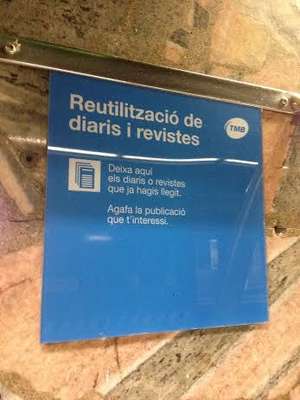 Reutilització de
diaris i revistes
TMB
Deixa aquí
els diaris o revistes
que ja hagis llegit.
Agafa la publicació
que t'interessi.